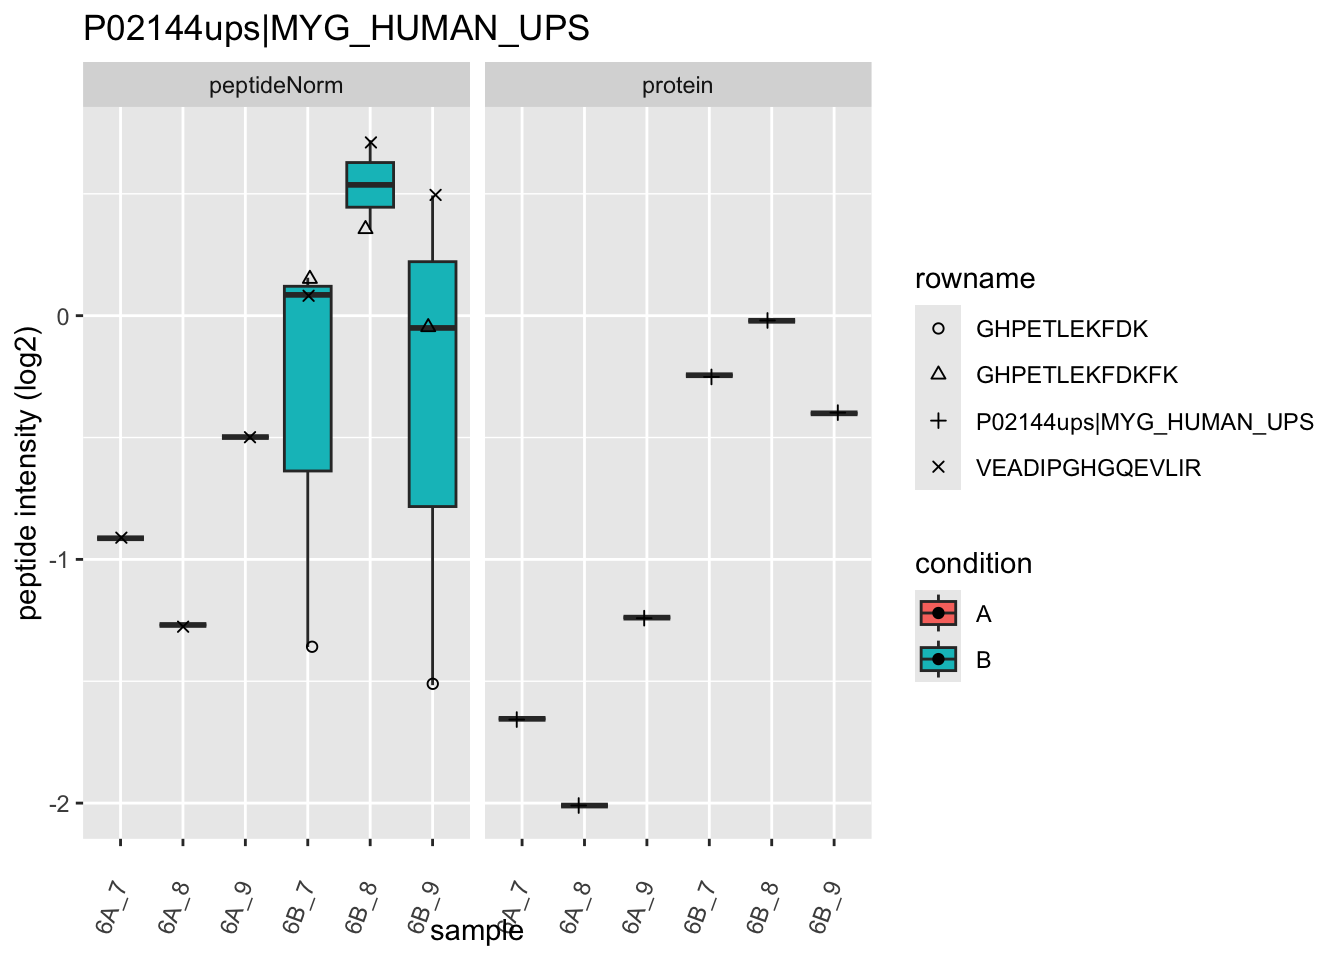 P02144ups|MYG_HUMAN_UPS
peptideNorm
protein
peptide intensity (log2)
0
-1
-2
6A_7
6A_8
6A_9
6B_7
6B_8
6B_9
6A_7
6A_8
6A_9
6B_7
6B_8
6B_9
sample
rowname
GHPETLEKFDK
GHPETLEKFDKFK
P02144ups|MYG_HUMAN_UPS
VEADIPGHGQEVLIR
condition
A
B